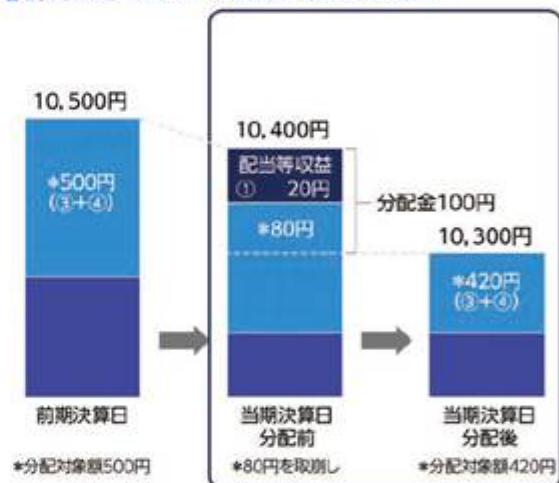 10,500円
*500円
(③+④)
前期決算日
*分配対象額500円
10,400円
配当等収益
① 20円
*80円
分配金100円
当期決算日
分配前
*80円を取崩し
10,300円
*420円
(③+④)
当期決算日
分配後
*分配対象額420円